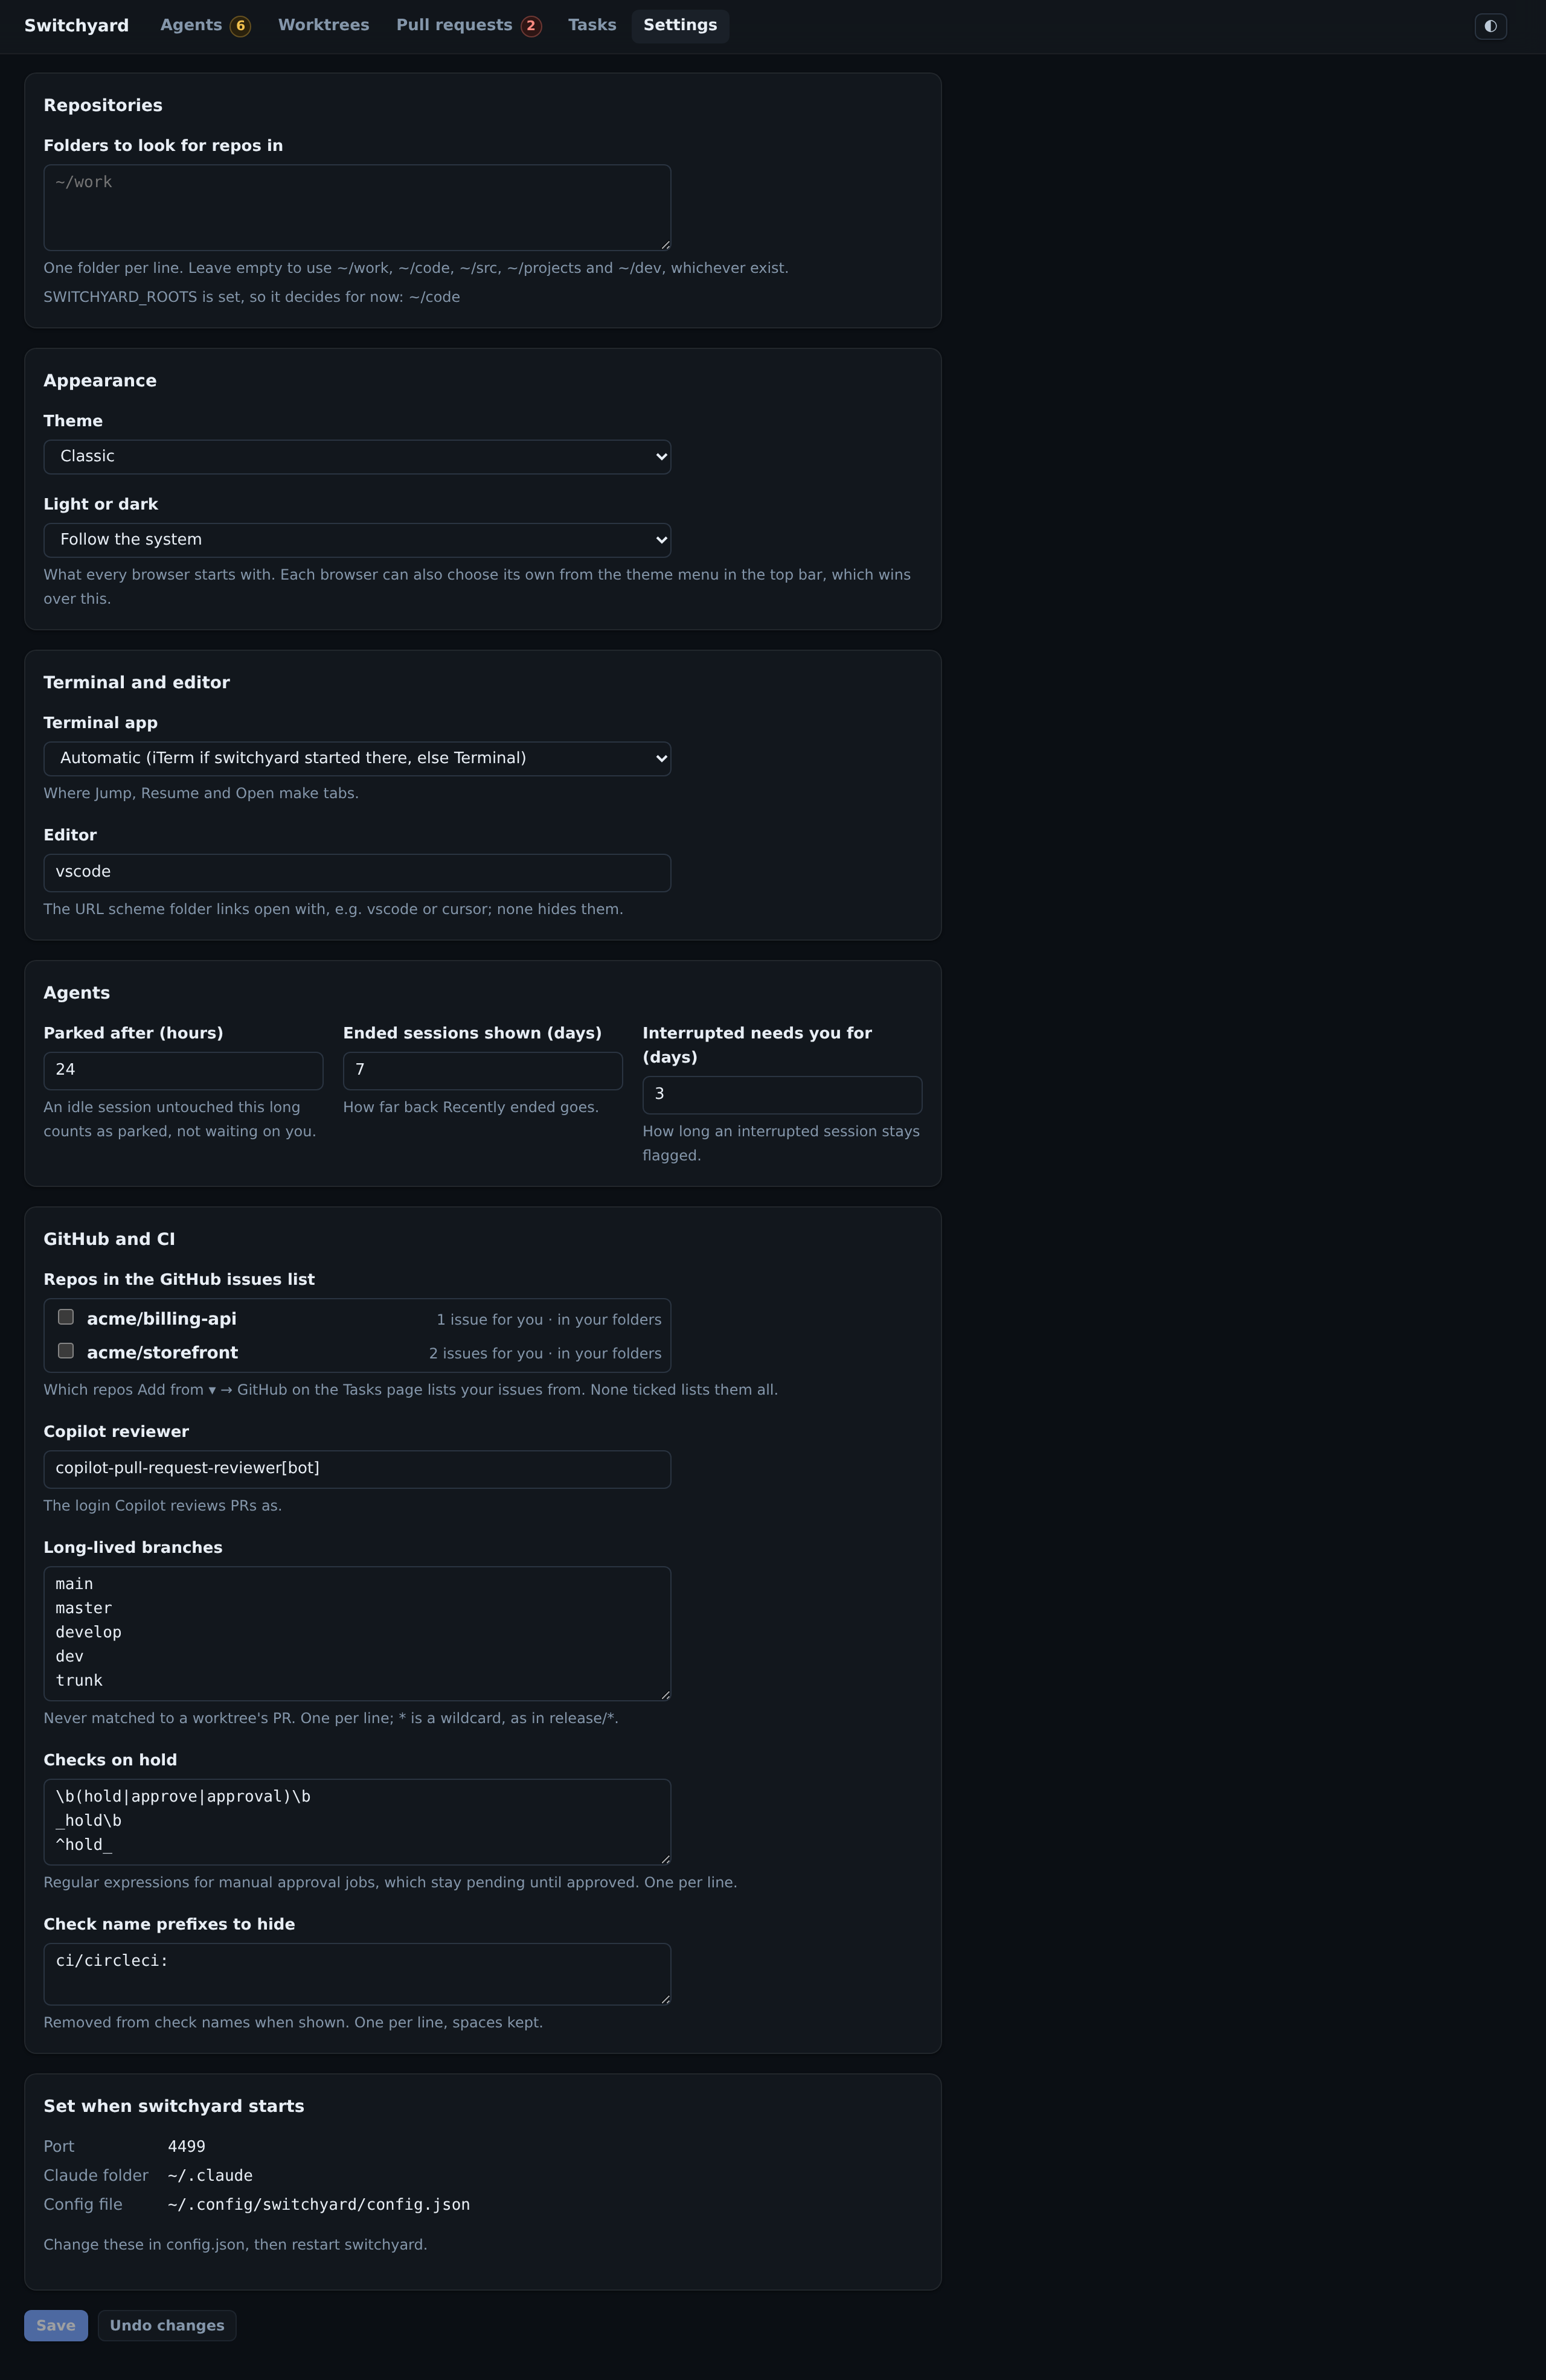 Switchyard Agents 6 Worktrees Pull requests 2 Tasks Settings
Repositories
Folders to look for repos in
~/work
One folder per line. Leave empty to use ~/work, ~/code, ~/src, ~/projects and ~/dev, whichever exist.
SWITCHYARD_ROOTS is set, so it decides for now: ~/code
Appearance
Theme
Classic
Light or dark
Follow the system
What every browser starts with. Each browser can also choose its own from the theme menu in the top bar, which wins
over this.
Terminal and editor
Terminal app
Automatic (iTerm if switchyard started there, else Terminal)
Where Jump, Resume and Open make tabs.
Editor
vscode
The URL scheme folder links open with, e.g. vscode or cursor; none hides them.
Agents
Parked after (hours)
24
An idle session untouched this long
counts as parked, not waiting on you.
Ended sessions shown (days)
7
How far back Recently ended goes.
Interrupted needs you for
(days)
3
How long an interrupted session stays
flagged.
GitHub and CI
Repos in the GitHub issues list
acme/billing-api 1 issue for you · in your folders
acme/storefront 2 issues for you · in your folders
Which repos Add from ▾ → GitHub on the Tasks page lists your issues from. None ticked lists them all.
Copilot reviewer
copilot-pull-request-reviewer[bot]
The login Copilot reviews PRs as.
Long-lived branches
main
master
develop
dev
trunk
Never matched to a worktree's PR. One per line; * is a wildcard, as in release/*.
Checks on hold
\b(hold|approve|approval)\b
_hold\b
^hold_
Regular expressions for manual approval jobs, which stay pending until approved. One per line.
Check name prefixes to hide
ci/circleci:
Removed from check names when shown. One per line, spaces kept.
Set when switchyard starts
Port 4499
Claude folder ~/.claude
Config file ~/.config/switchyard/config.json
Change these in config.json, then restart switchyard.
Save Undo changes